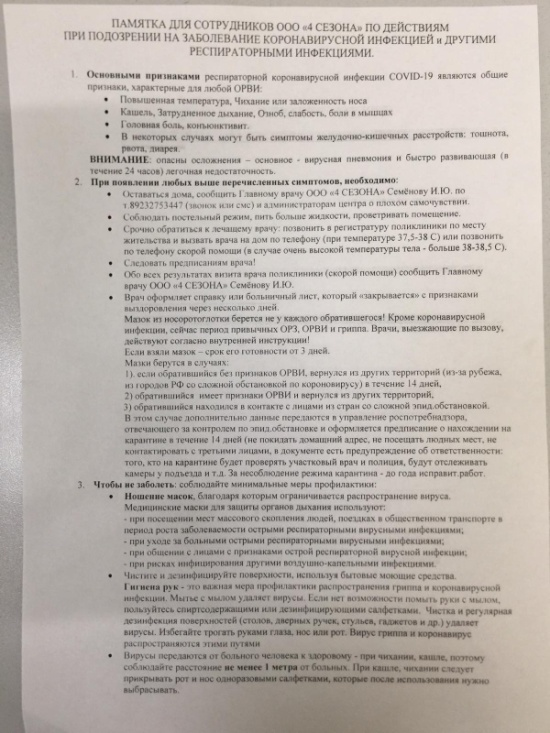 ПАМЯТКА ДЛЯ СОТРУДНИКОВ ООО «4 СЕЗОНА» ПО ДЕЙСТВИЯМ
ПРИ ПОДОЗРЕНИИ НА ЗАБОЛЕВАНИЕ КОРОНАВИРУСНОЙ ИНФЕКЦИЕЙ и ДРУГИМИ
РЕСПИРАТОРНЫМИ ИНФЕКЦИЯМИ.
1. Основными признаками респираторной коронавирусной инфекции COVID-19 являются общие
признаки, характерные для любой ОРВИ:
• Повышенная температура, Чихание или заложенность носа
• Кашель, Затрудненное дыхание, Озноб, слабость, боли в мышцах
• Головная боль, конъюнктивит.
• В некоторых случаях могут быть симптомы желудочно-кишечных расстройств: тошнота,
рвота, диарея.
ВНИМАНИЕ: опасны осложнения – основное - вирусная пневмония и быстро развивающая (в
течение 24 часов) легочная недостаточность.
2. При появлении любых выше перечисленных симптомов, необходимо:
• Оставаться дома, сообщить Главному врачу ООО «4 СЕЗОНА» Семёнову И.Ю. по
т.89232753447 (звонок или смс) и администраторам центра о плохом самочувствии.
• Соблюдать постельный режим, пить больше жидкости, проветривать помещение.
• Срочно обратиться к лечащему врачу: позвонить в регистратуру поликлиники по месту
жительства и вызвать врача на дом по телефону (при температуре 37,5-38 С) или позвонить
по телефону скорой помощи (в случае очень высокой температуры тела - больше 38-38,5 С).
• Следовать предписаниям врача!
• Обо всех результатах визита врача поликлиники (скорой помощи) сообщить Главному
врачу ООО «4 СЕЗОНА» Семёнову И.Ю.
• Врач оформляет справку или больничный лист, который «закрывается» с признаками
выздоровления через несколько дней.
Мазок из носоротоглотки берется не у каждого обратившегося! Кроме коронавирусной
инфекции, сейчас период привычных ОРЗ, ОРВИ и гриппа. Врачи, выезжающие по вызову,
действуют согласно внутренней инструкции!
Если взяли мазок – срок его готовности от 3 дней.
Мазки берутся в случаях:
1). если обратившийся без признаков ОРВИ, вернулся из других территорий (из-за рубежа,
из городов РФ со сложной обстановкой по короновирусу) в течение 14 дней,
2) обратившийся имеет признаки ОРВИ и вернулся из других территорий,
3) обратившийся находился в контакте с лицами из стран со сложной эпид.обстановкой.
В этом случае дополнительно данные передаются в управление роспотребнадзора,
отвечающего за контролем по эпид.обстановке и оформляется предписание о нахождении на
карантине в течение 14 дней (не покидать домашний адрес, не посещать людных мест, не
контактировать с третьими лицами, в документе есть предупреждение об ответственности:
того, кто на карантине будет проверять участковый врач и полиция, будут отслеживать
камеры у подъезда и т.д. За несоблюдение режима карантина - до года исправит.работ.
3. Чтобы не заболеть: соблюдайте минимальные меры профилактики:
• Ношение масок, благодаря которым ограничивается распространение вируса.
Медицинские маски для защиты органов дыхания используют:
- при посещении мест массового скопления людей, поездках в общественном транспорте в
период роста заболеваемости острыми респираторными вирусными инфекциями;
- при уходе за больными острыми респираторными вирусными инфекциями;
- при общении с лицами с признаками острой респираторной вирусной инфекции;
- при рисках инфицирования другими воздушно-капельными инфекциями.
• Чистите и дезинфицируйте поверхности, используя бытовые моющие средства.
Гигиена рук - это важная мера профилактики распространения гриппа и коронавирусной
инфекции. Мытье с мылом удаляет вирусы. Если нет возможности помыть руки с мылом,
пользуйтесь спиртсодержащими или дезинфицирующими салфетками. Чистка и регулярная
дезинфекция поверхностей (столов, дверных ручек, стульев, гаджетов и др.) удаляет
вирусы. Избегайте трогать руками глаза, нос или рот. Вирус гриппа и коронавирус
распространяются этими путями
• Вирусы передаются от больного человека к здоровому - при чихании, кашле, поэтому
соблюдайте расстояние не менее 1 метра от больных. При кашле, чихании следует
прикрывать рот и нос одноразовыми салфетками, которые после использования нужно
выбрасывать.